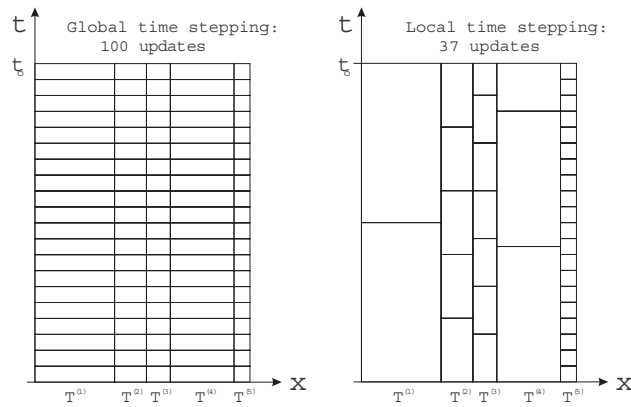 t
Global time stepping:
100 updates
t₀
x
T⁽¹⁾ T⁽²⁾ T⁽³⁾ T⁽⁴⁾ T⁽⁵⁾
t
Local time stepping:
37 updates
t₀
x
T⁽¹⁾ T⁽²⁾ T⁽³⁾ T⁽⁴⁾ T⁽⁵⁾